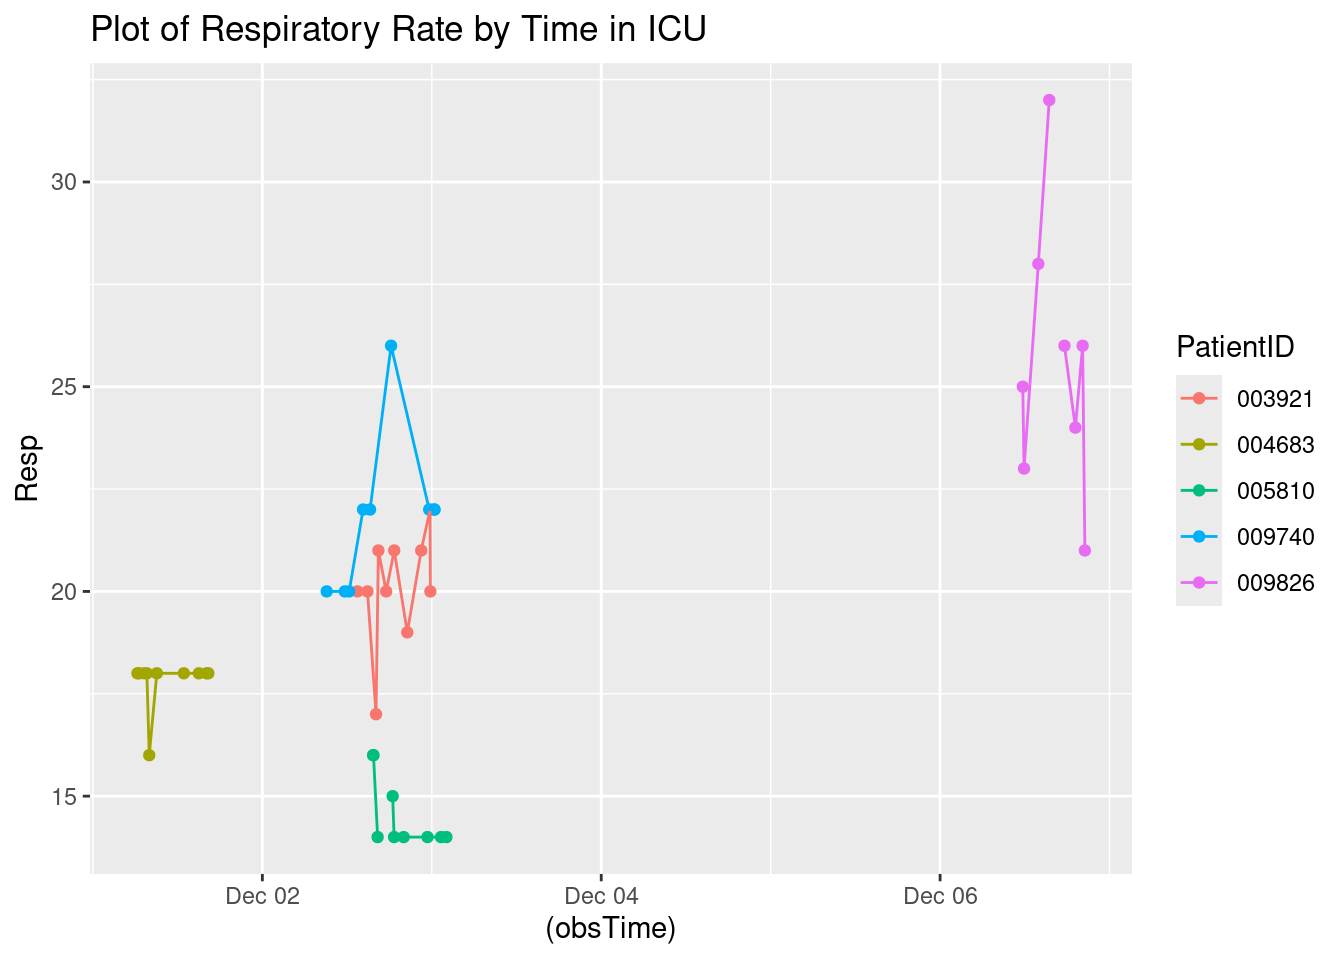 Plot of Respiratory Rate by Time in ICU
30
25
20
15
Resp
Dec 02
Dec 04
Dec 06
(obsTime)
PatientID
003921
004683
005810
009740
009826